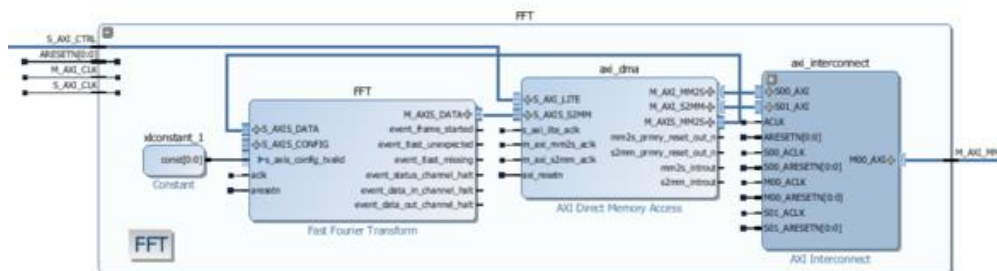 FFT
S_AXI_CTRL
ARESETN[0:0]
M_AXI_CLK
S_AXI_CLK
xlconstant_1
const[0:0]
Constant
FFT
S_AXIS_DATA
S_AXIS_CONFIG
s_axis_config_tvalid
aclk
aresetn
M_AXIS_DATA
event_frame_started
event_tlast_unexpected
event_tlast_missing
event_status_channel_halt
event_data_in_channel_halt
event_data_out_channel_halt
Fast Fourier Transform
axi_dma
S_AXI_LITE
S_AXIS_S2MM
s_axi_lite_aclk
m_axi_mm2s_aclk
m_axi_s2mm_aclk
axi_resetn
M_AXI_MM2S
M_AXI_S2MM
M_AXIS_MM2S
mm2s_prmry_reset_out_n
s2mm_prmry_reset_out_n
mm2s_introut
s2mm_introut
AXI Direct Memory Access
axi_interconnect
S00_AXI
S01_AXI
ACLK
ARESETN[0:0]
S00_ACLK
S00_ARESETN[0:0]
M00_ACLK
M00_ARESETN[0:0]
S01_ACLK
S01_ARESETN[0:0]
M00_AXI
AXI Interconnect
M_AXI_MM
FFT